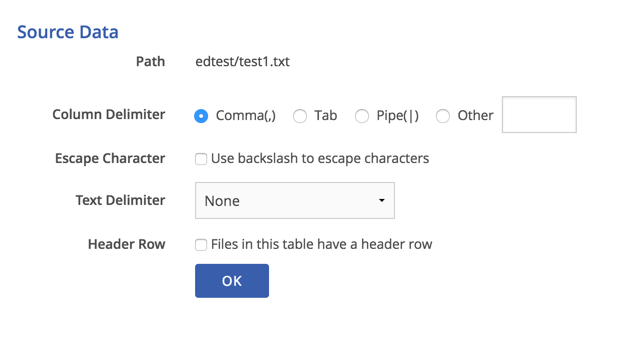 Source Data
Path edtest/test1.txt
Column Delimiter Comma(,) Tab Pipe(|) Other
Escape Character Use backslash to escape characters
Text Delimiter None
Header Row Files in this table have a header row
OK